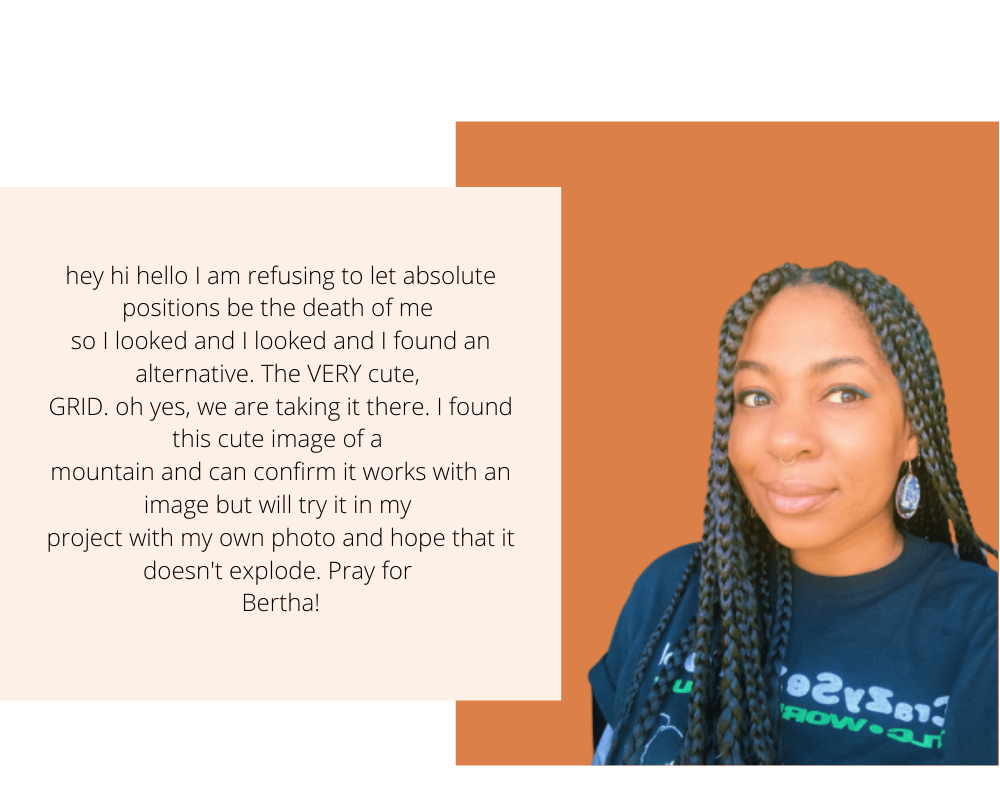 hey hi hello I am refusing to let absolute
positions be the death of me
so I looked and I looked and I found an
alternative. The VERY cute,
GRID. oh yes, we are taking it there. I found
this cute image of a
mountain and can confirm it works with an
image but will try it in my
project with my own photo and hope that it
doesn't explode. Pray for
Bertha!